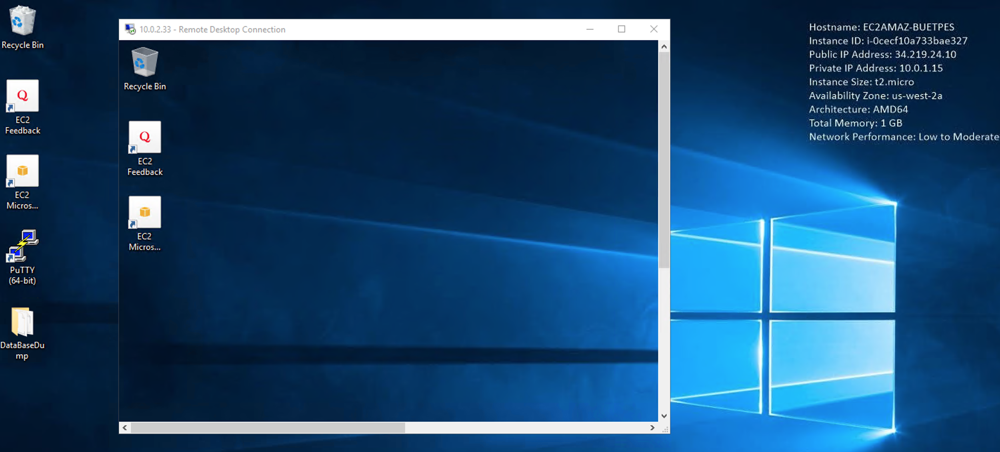 Recycle Bin
Q
EC2
Feedback
EC2
Micros...
PuTTY
(64-bit)
DataBaseDu
mp
10.0.2.33 - Remote Desktop Connection
Recycle Bin
Q
EC2
Feedback
EC2
Micros...
Hostname: EC2AMAZ-BUETPES
Instance ID: i-0cecf10a733bae327
Public IP Address: 34.219.24.10
Private IP Address: 10.0.1.15
Instance Size: t2.micro
Availability Zone: us-west-2a
Architecture: AMD64
Total Memory: 1 GB
Network Performance: Low to Moderate